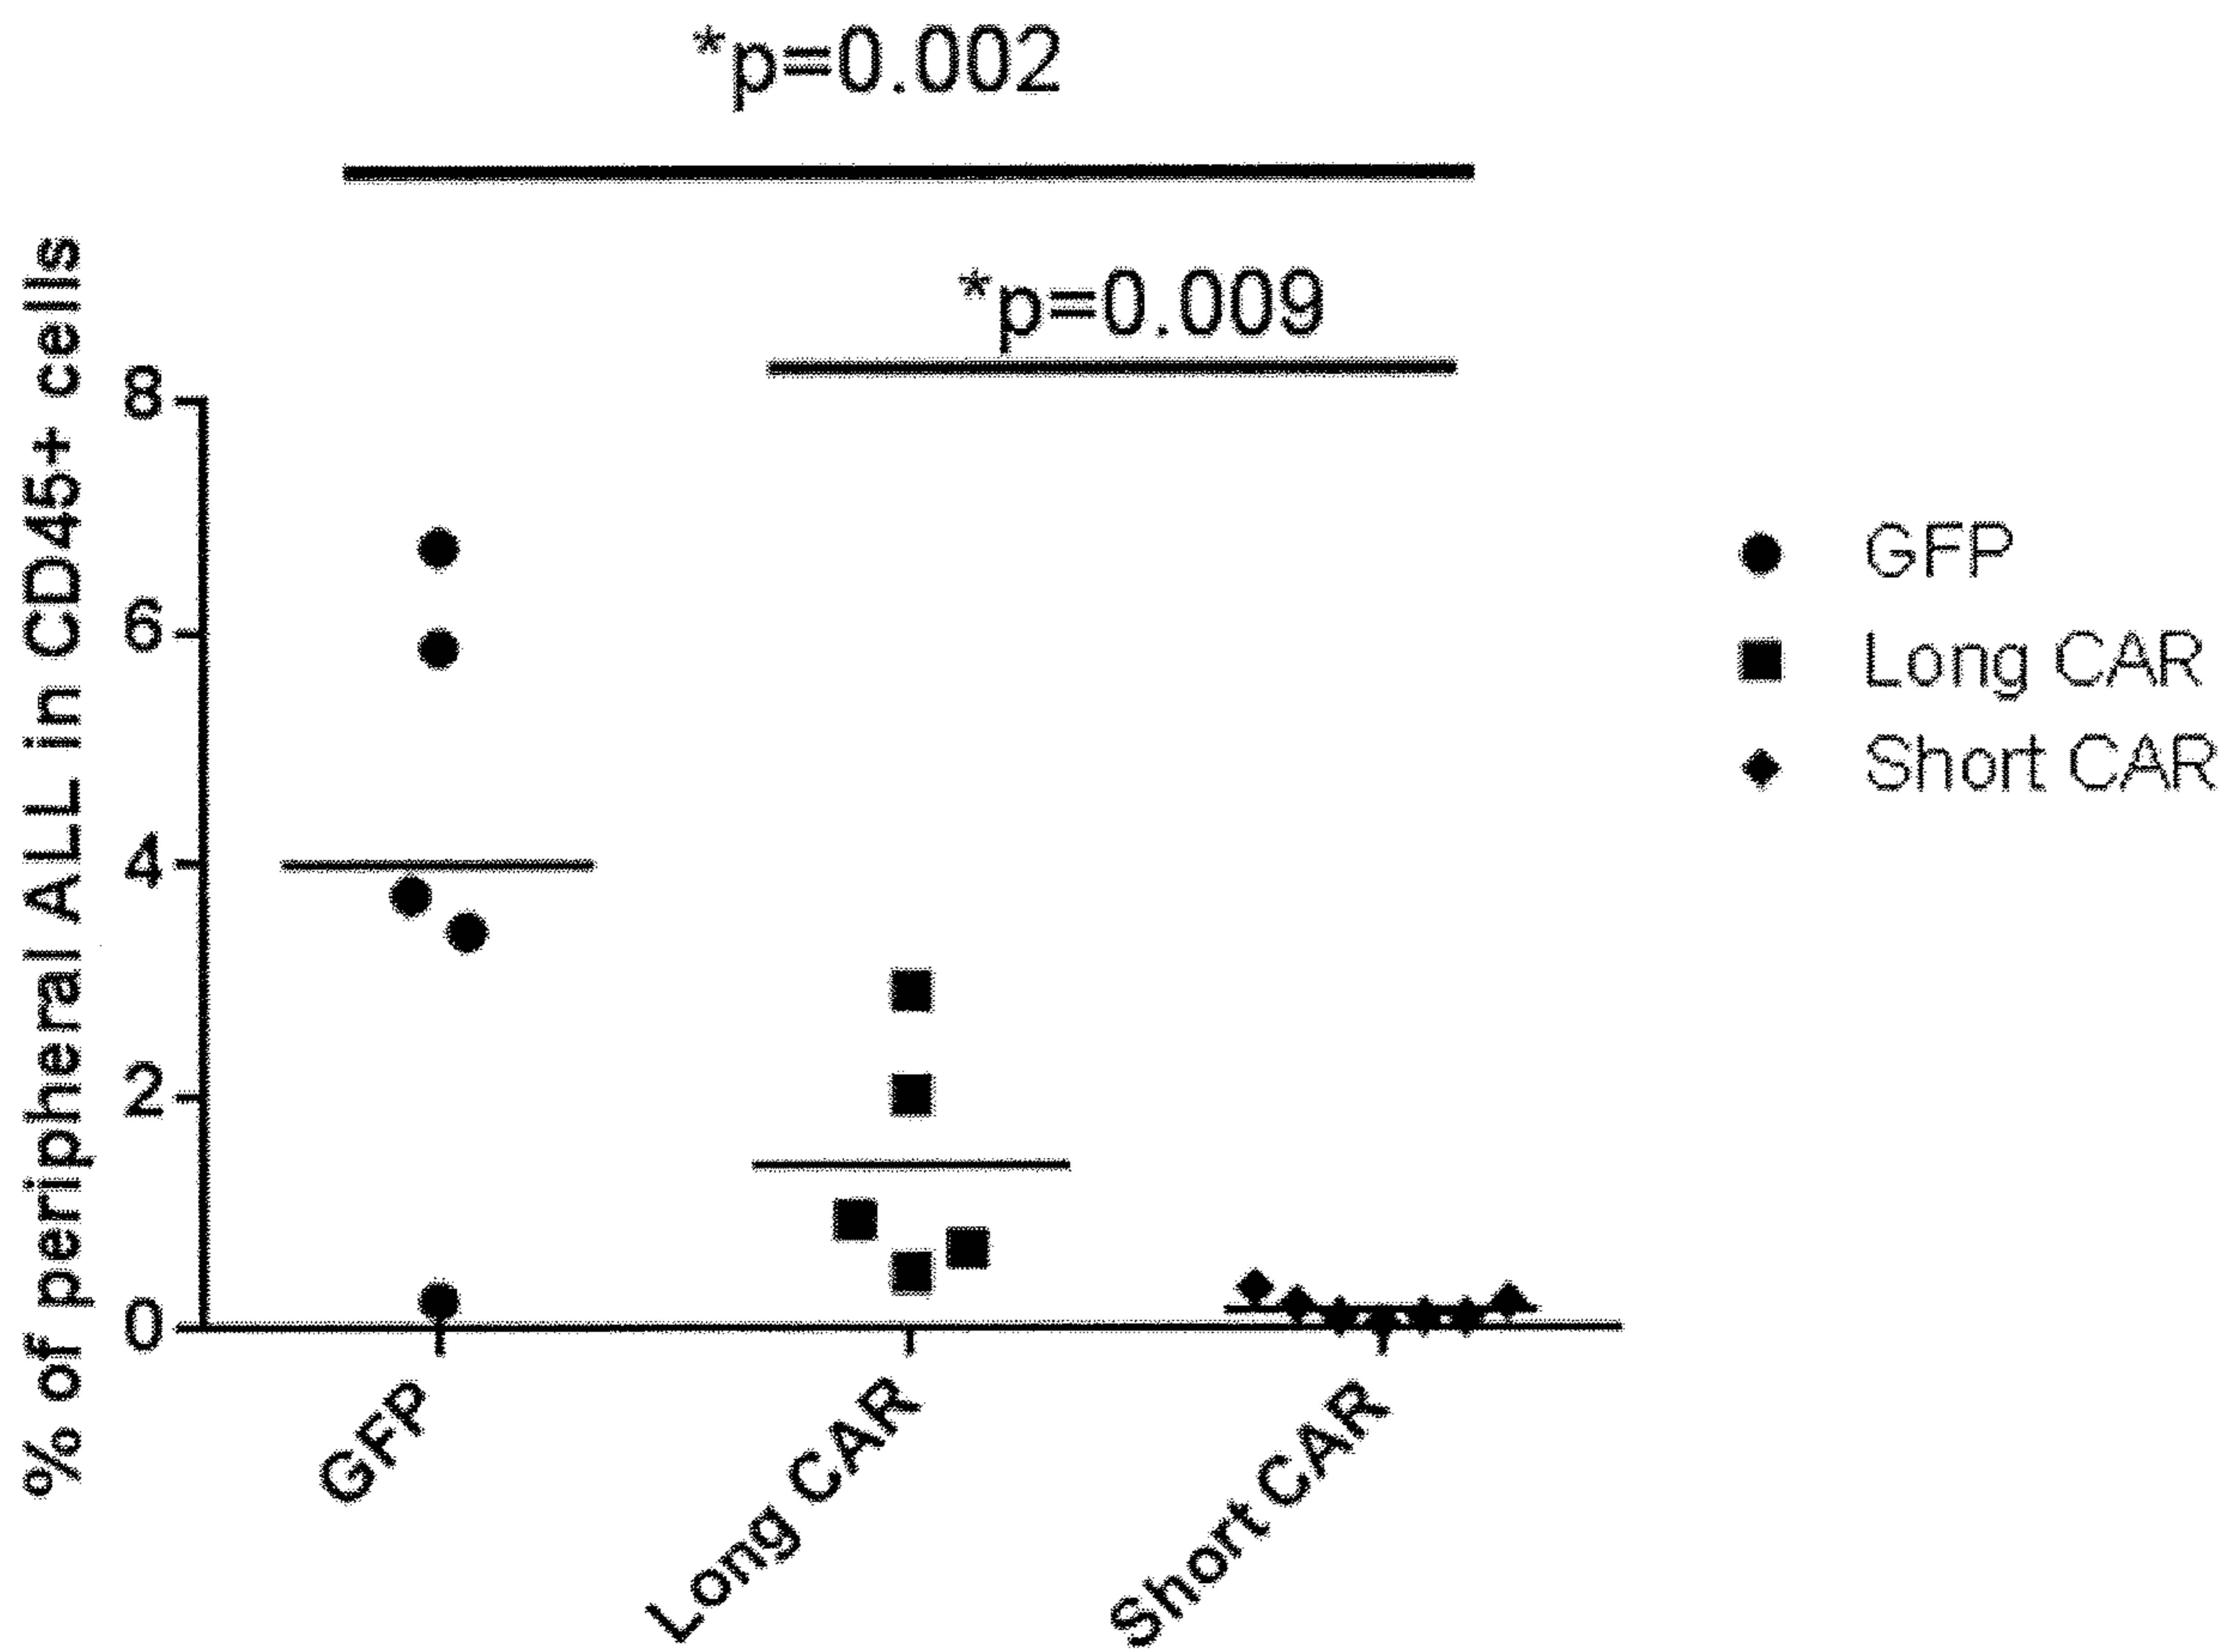 *p=0.002
*p=0.009
% of peripheral ALL in CD45+ cells
8
6
4
2
0
GFP
Long CAR
Short CAR
GFP
Long CAR
Short CAR